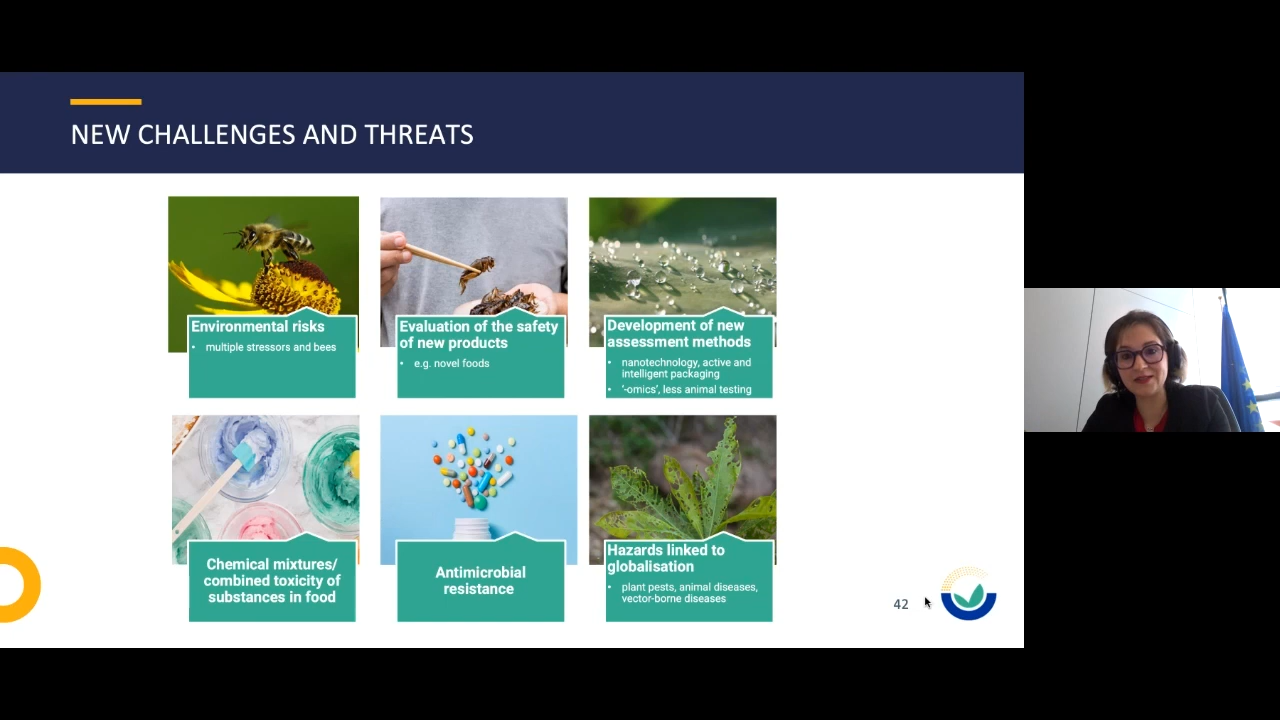 NEW CHALLENGES AND THREATS
Environmental risks
• multiple stressors and bees
Evaluation of the safety
of new products
• e.g. novel foods
Development of new
assessment methods
• nanotechnology, active and
intelligent packaging
• '-omics', less animal testing
Chemical mixtures/
combined toxicity of
substances in food
Antimicrobial
resistance
Hazards linked to
globalisation
• plant pests, animal diseases,
vector-borne diseases
42